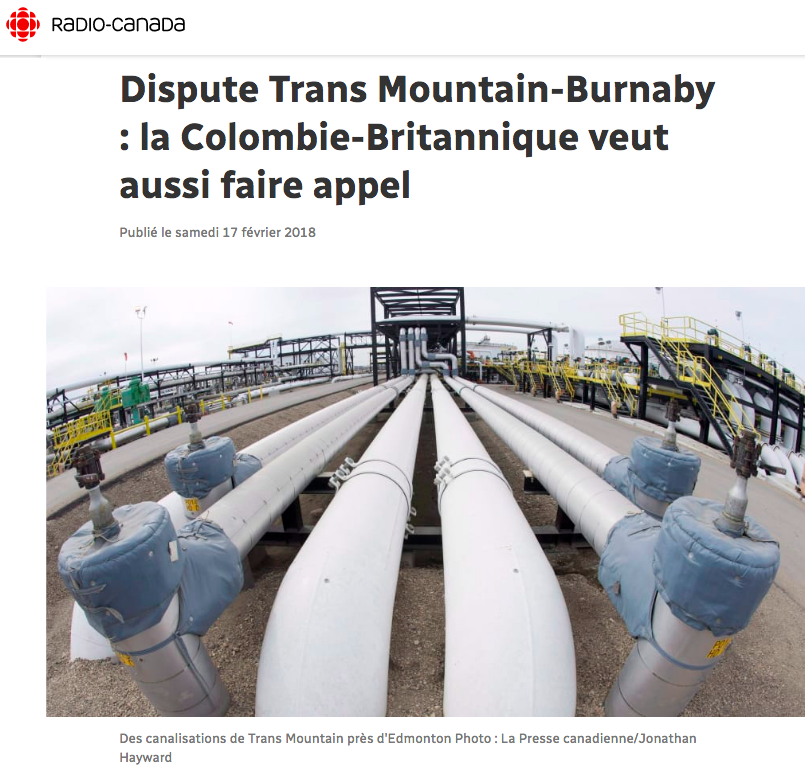 RADIO-CANADA
Dispute Trans Mountain-Burnaby
: la Colombie-Britannique veut
aussi faire appel
Publié le samedi 17 février 2018
Des canalisations de Trans Mountain près d'Edmonton Photo : La Presse canadienne/Jonathan
Hayward